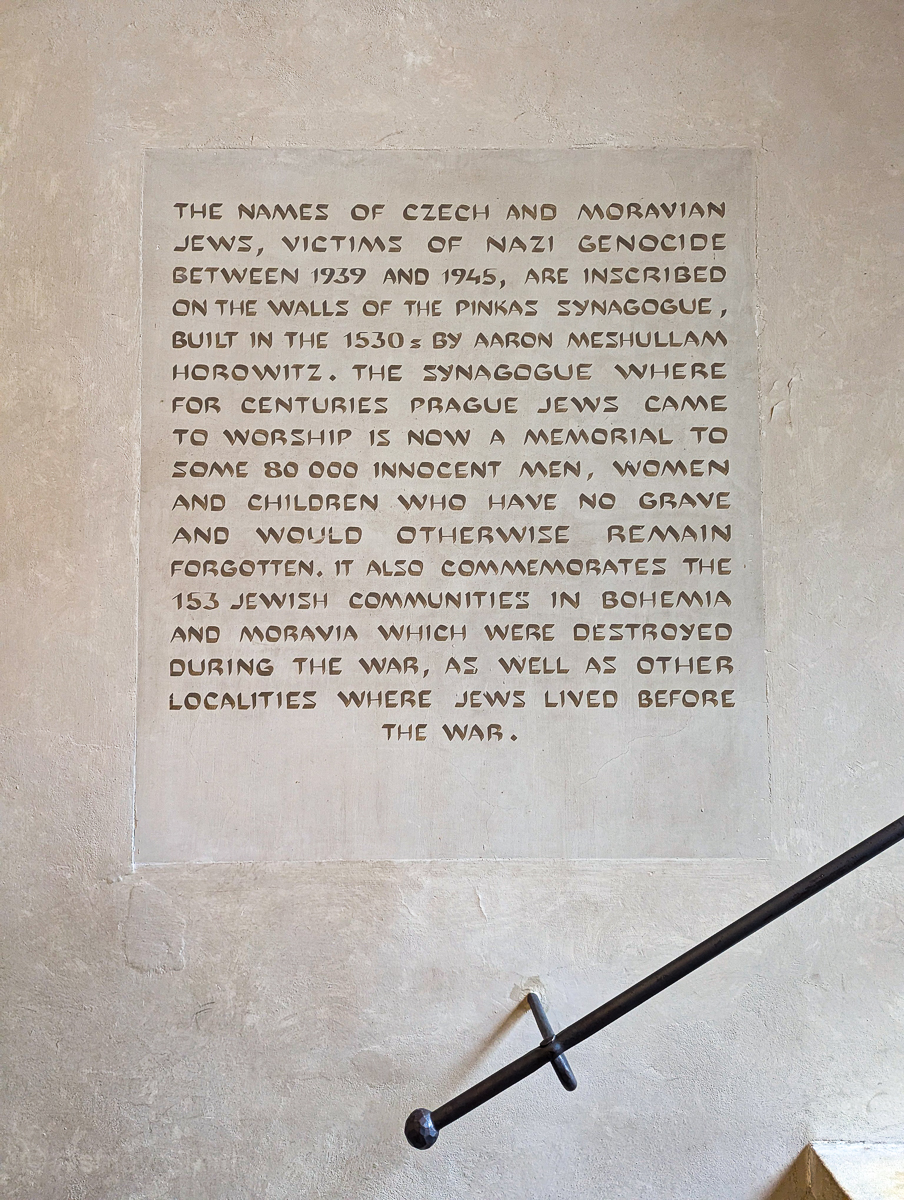 THE NAMES OF CZECH AND MORAVIAN
JEWS, VICTIMS OF NAZI GENOCIDE
BETWEEN 1939 AND 1945, ARE INSCRIBED
ON THE WALLS OF THE PINKAS SYNAGOGUE,
BUILT IN THE 1530s BY AARON MESHULLAM
HOROWITZ. THE SYNAGOGUE WHERE
FOR CENTURIES PRAGUE JEWS CAME
TO WORSHIP IS NOW A MEMORIAL TO
SOME 80 000 INNOCENT MEN, WOMEN
AND CHILDREN WHO HAVE NO GRAVE
AND WOULD OTHERWISE REMAIN
FORGOTTEN. IT ALSO COMMEMORATES THE
153 JEWISH COMMUNITIES IN BOHEMIA
AND MORAVIA WHICH WERE DESTROYED
DURING THE WAR, AS WELL AS OTHER
LOCALITIES WHERE JEWS LIVED BEFORE
THE WAR.